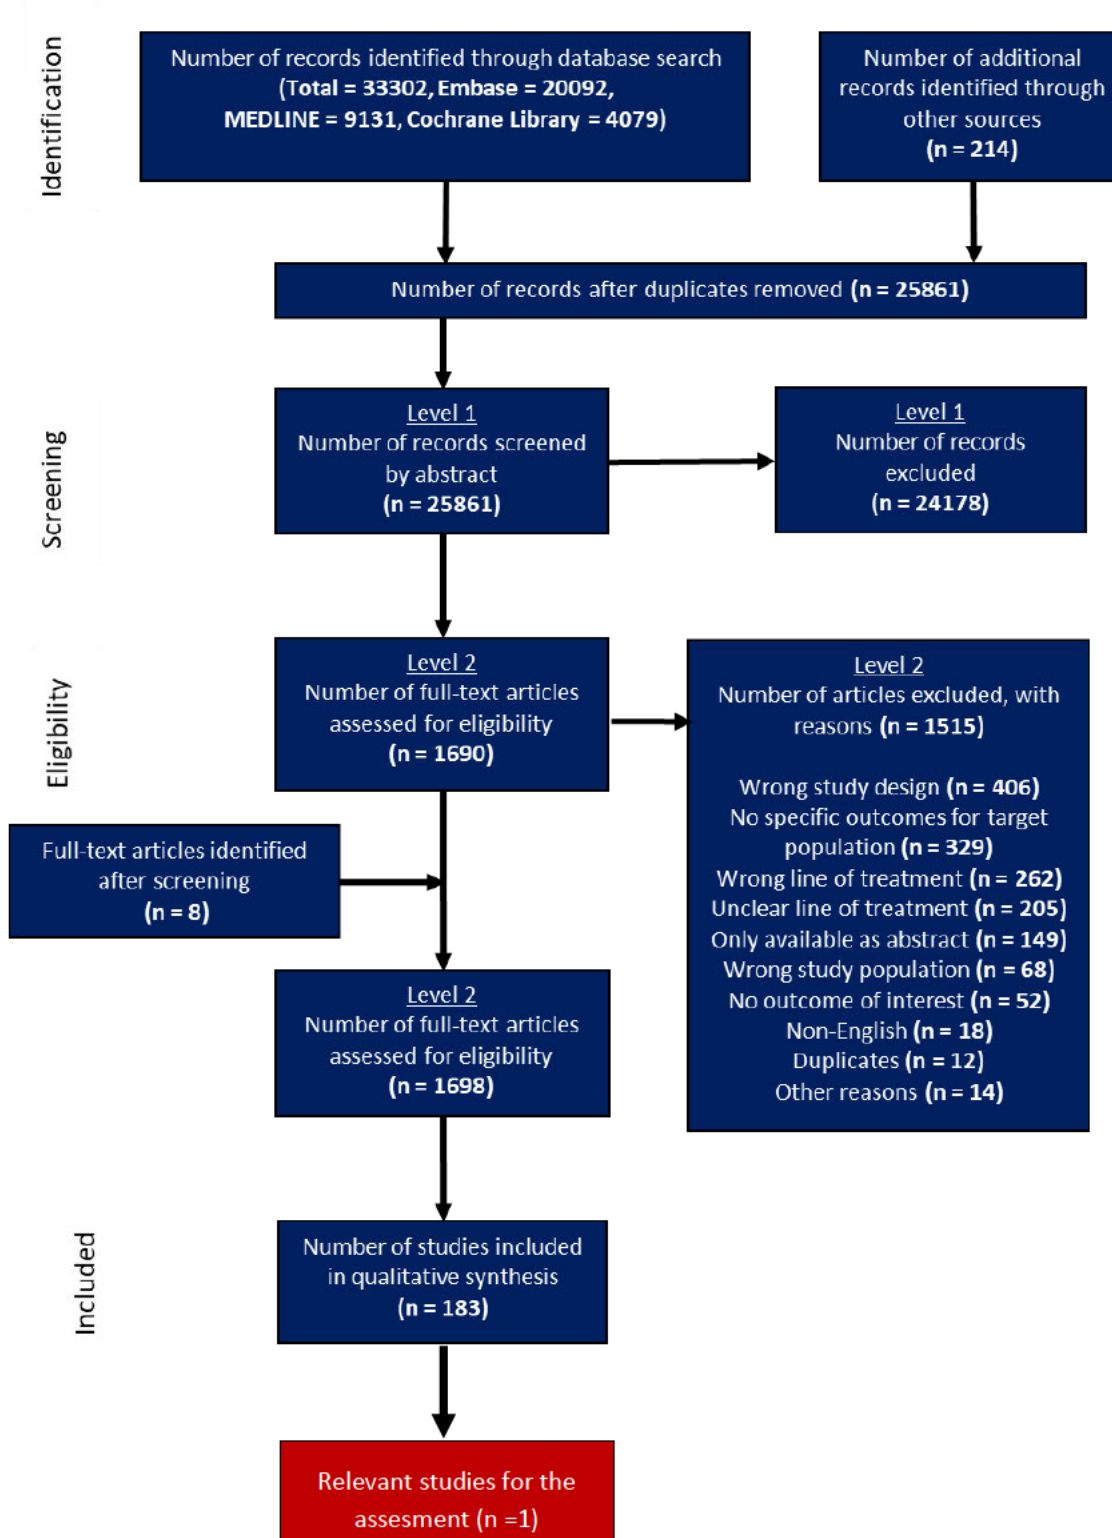 Identification
Number of records identified through database search
(Total = 33302, Embase = 20092,
MEDLINE = 9131, Cochrane Library = 4079)
Number of additional
records identified through
other sources
(n = 214)
Number of records after duplicates removed (n = 25861)
Screening
Level 1
Number of records screened
by abstract
(n = 25861)
Level 1
Number of records
excluded
(n = 24178)
Eligibility
Level 2
Number of full-text articles
assessed for eligibility
(n = 1690)
Level 2
Number of articles excluded, with
reasons (n = 1515)
Wrong study design (n = 406)
No specific outcomes for target
population (n = 329)
Wrong line of treatment (n = 262)
Unclear line of treatment (n = 205)
Only available as abstract (n = 149)
Wrong study population (n = 68)
No outcome of interest (n = 52)
Non-English (n = 18)
Duplicates (n = 12)
Other reasons (n = 14)
Full-text articles identified
after screening
(n = 8)
Level 2
Number of full-text articles
assessed for eligibility
(n = 1698)
Included
Number of studies included
in qualitative synthesis
(n = 183)
Relevant studies for the
assesment (n =1)